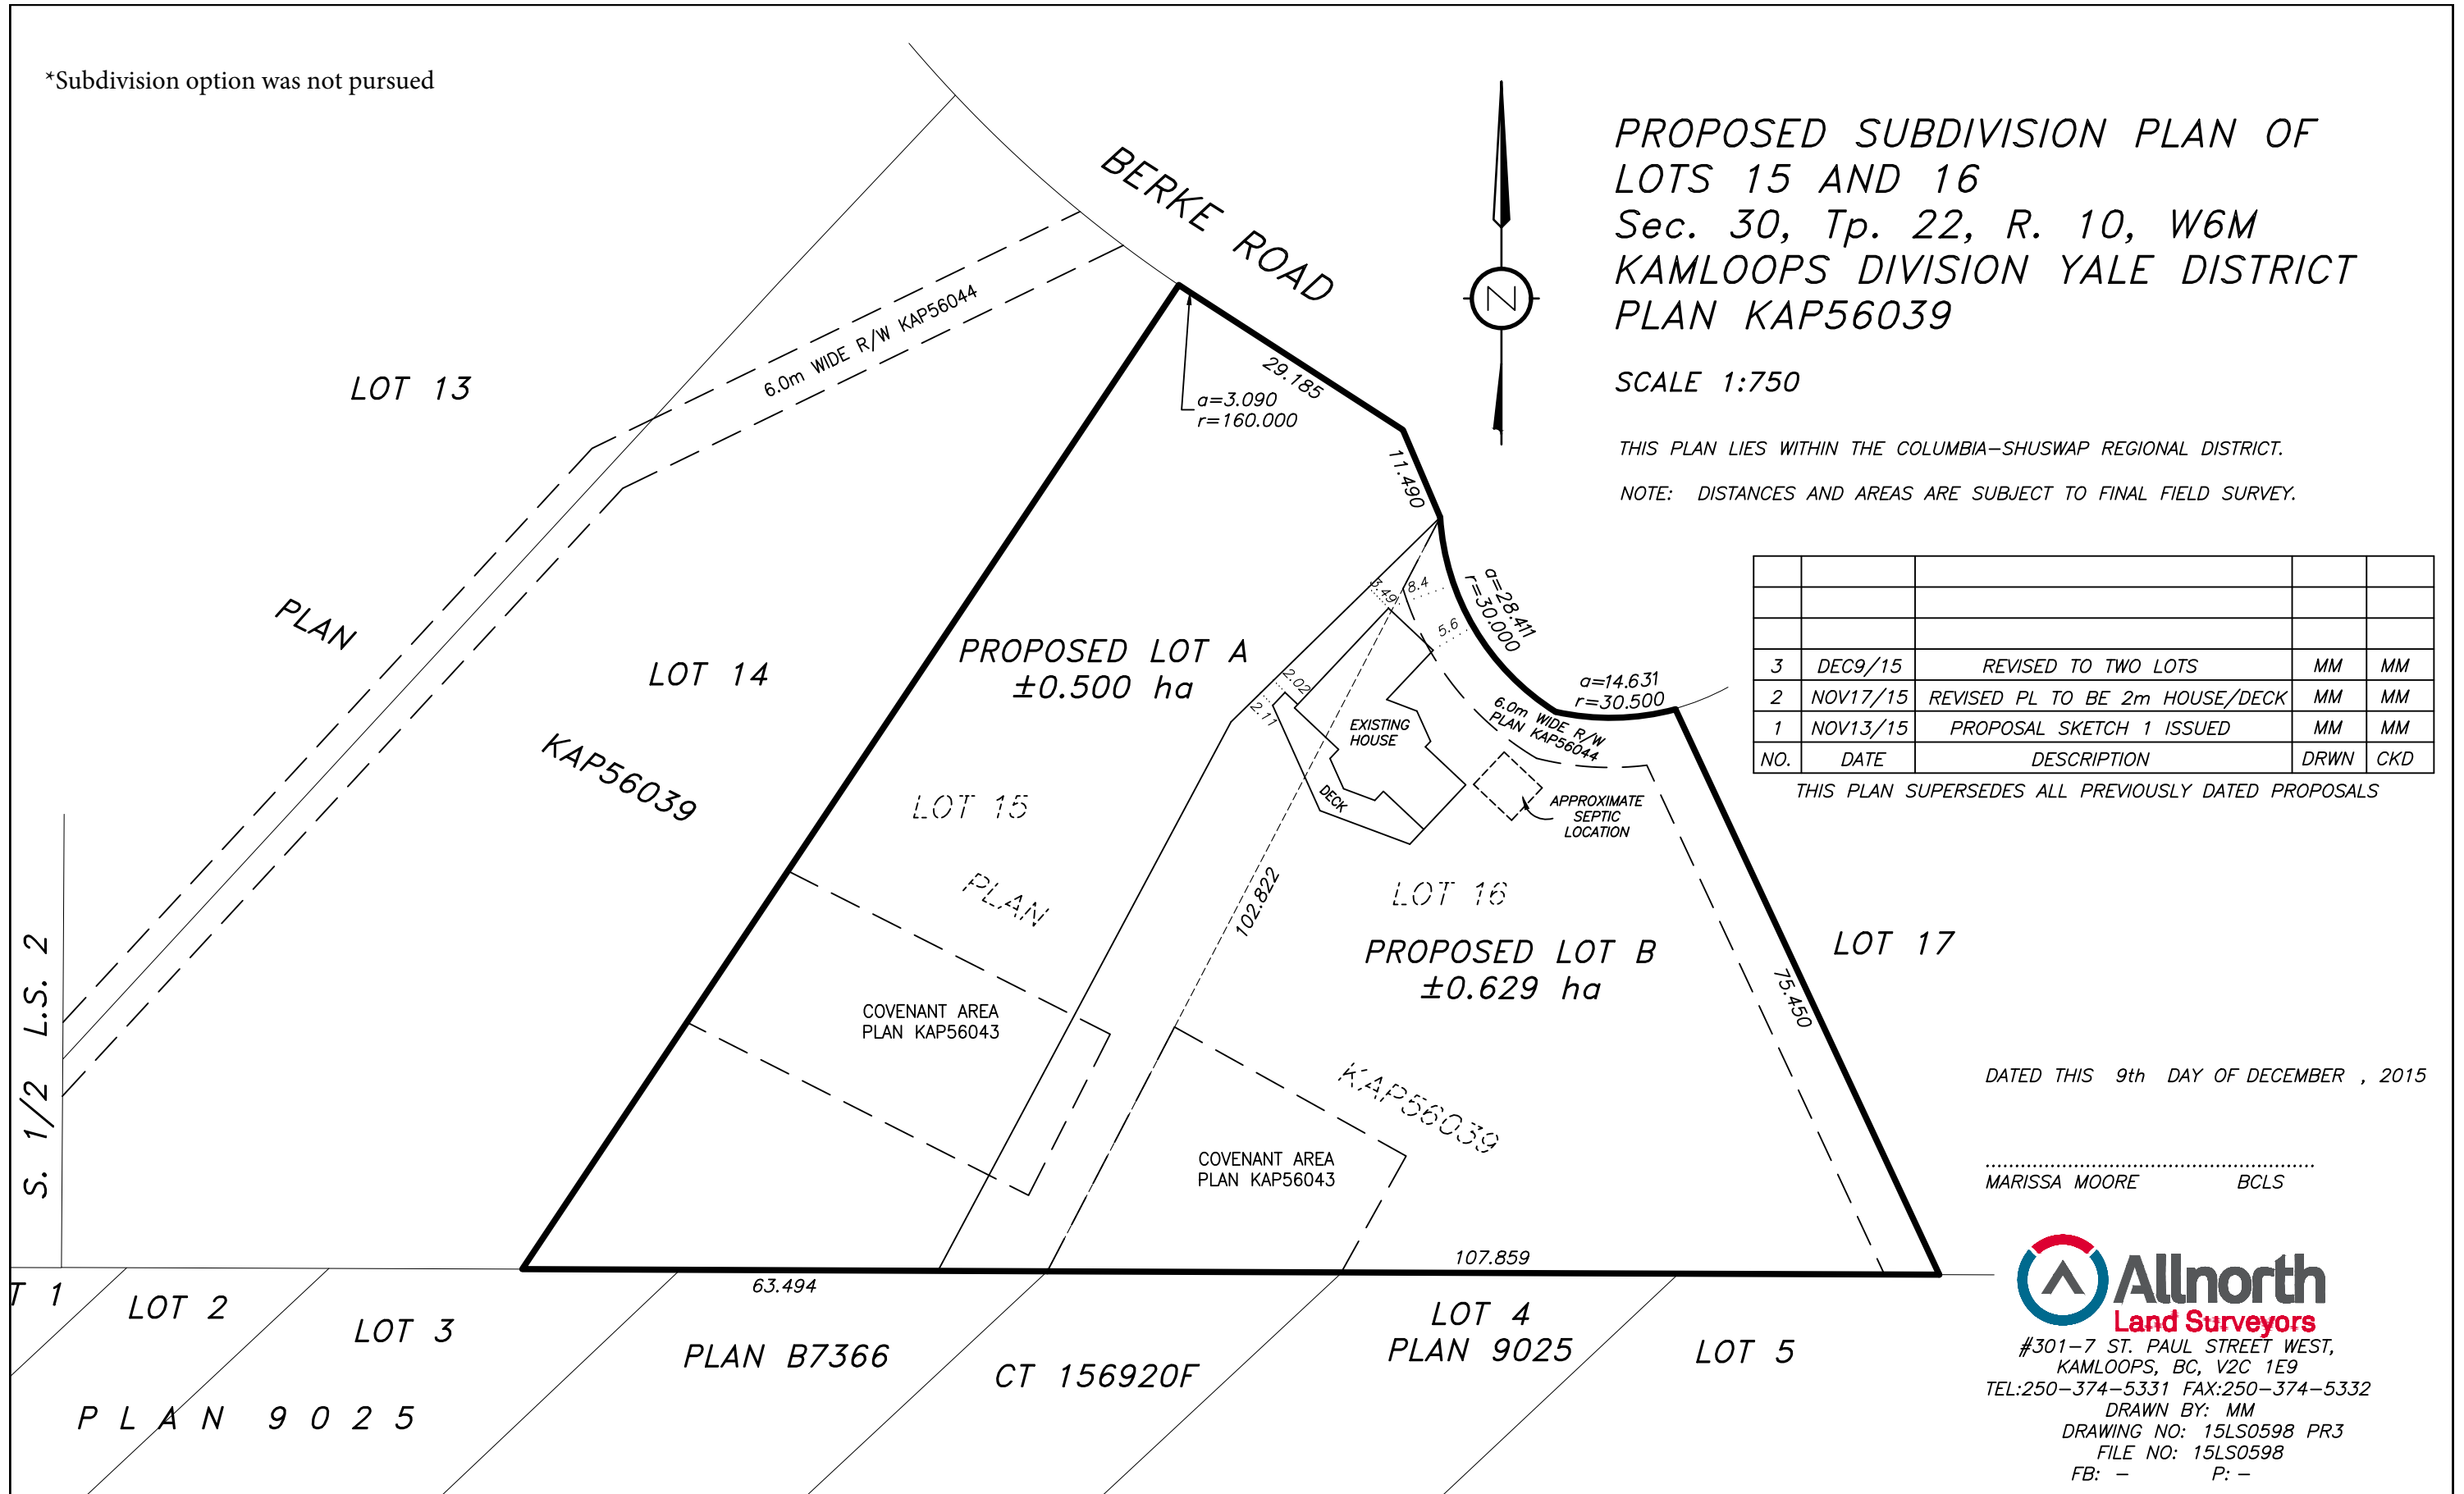 *Subdivision option was not pursued
PROPOSED SUBDIVISION PLAN OF
LOTS 15 AND 16
Sec. 30, Tp. 22, R. 10, W6M
KAMLOOPS DIVISION YALE DISTRICT
PLAN KAP56039
SCALE 1:750
THIS PLAN LIES WITHIN THE COLUMBIA-SHUSWAP REGIONAL DISTRICT.
NOTE: DISTANCES AND AREAS ARE SUBJECT TO FINAL FIELD SURVEY.
N
BERKE ROAD
6.0m WIDE R/W KAP56044
LOT 13
29.185
a=3.090
r=160.000
11.490
a=28.411
r=30.000
3.49
8.4
5.6
PLAN
LOT 14
KAP56039
PROPOSED LOT A
±0.500 ha
2.02
2.11
a=14.631
r=30.500
6.0m WIDE R/W
PLAN KAP56044
EXISTING
HOUSE
DECK
APPROXIMATE
SEPTIC
LOCATION
LOT 15
PLAN
102.822
LOT 16
PROPOSED LOT B
±0.629 ha
LOT 17
75.450
COVENANT AREA
PLAN KAP56043
KAP56039
COVENANT AREA
PLAN KAP56043
S. 1/2 L.S. 2
63.494
107.859
T 1
LOT 2
LOT 3
PLAN 9025
PLAN B7366
CT 156920F
LOT 4
PLAN 9025
LOT 5
3 DEC9/15 REVISED TO TWO LOTS MM MM
2 NOV17/15 REVISED PL TO BE 2m HOUSE/DECK MM MM
1 NOV13/15 PROPOSAL SKETCH 1 ISSUED MM MM
NO. DATE DESCRIPTION DRWN CKD
THIS PLAN SUPERSEDES ALL PREVIOUSLY DATED PROPOSALS
DATED THIS 9th DAY OF DECEMBER , 2015
MARISSA MOORE BCLS
Allnorth
Land Surveyors
#301-7 ST. PAUL STREET WEST,
KAMLOOPS, BC, V2C 1E9
TEL:250-374-5331 FAX:250-374-5332
DRAWN BY: MM
DRAWING NO: 15LS0598 PR3
FILE NO: 15LS0598
FB: - P: -